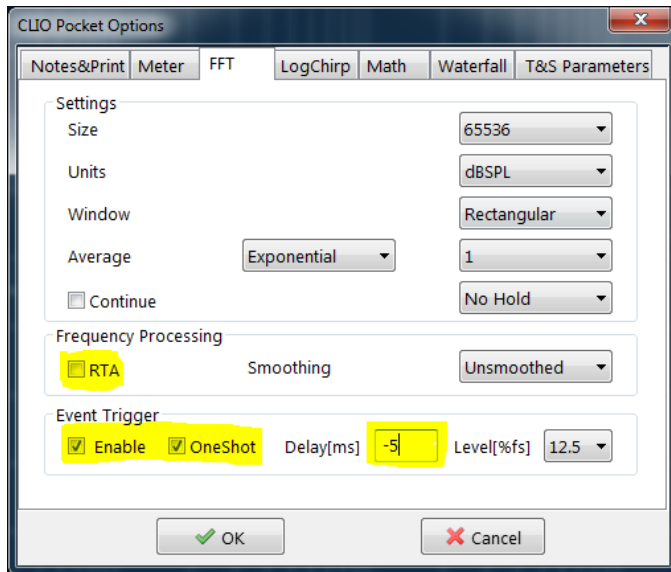 CLIO Pocket Options
Notes&Print Meter FFT LogChirp Math Waterfall T&S Parameters
Settings
Size 65536
Units dBSPL
Window Rectangular
Average Exponential 1
Continue No Hold
Frequency Processing
RTA Smoothing Unsmoothed
Event Trigger
Enable OneShot Delay[ms] -5 Level[%fs] 12.5
OK Cancel